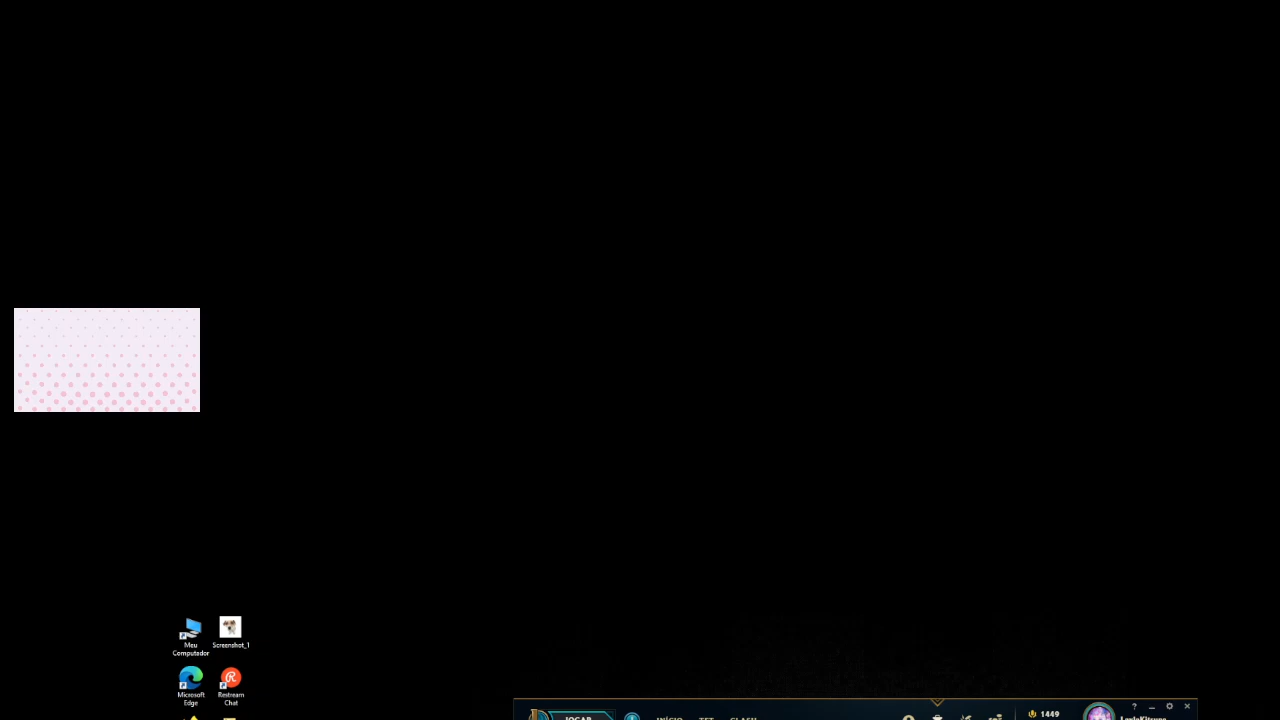 Meu
Computador
Screenshot_1
Microsoft
Edge
Restream
Chat
JOGAR
INÍCIO
TFT
CLASH
1449
?